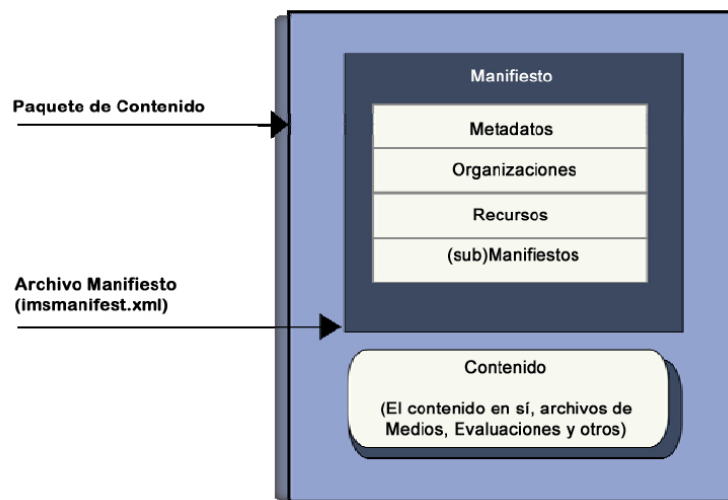 Paquete de Contenido
Archivo Manifiesto
(imsmanifest.xml)
Manifiesto
Metadatos
Organizaciones
Recursos
(sub)Manifiestos
Contenido
(El contenido en sí, archivos de
Medios, Evaluaciones y otros)